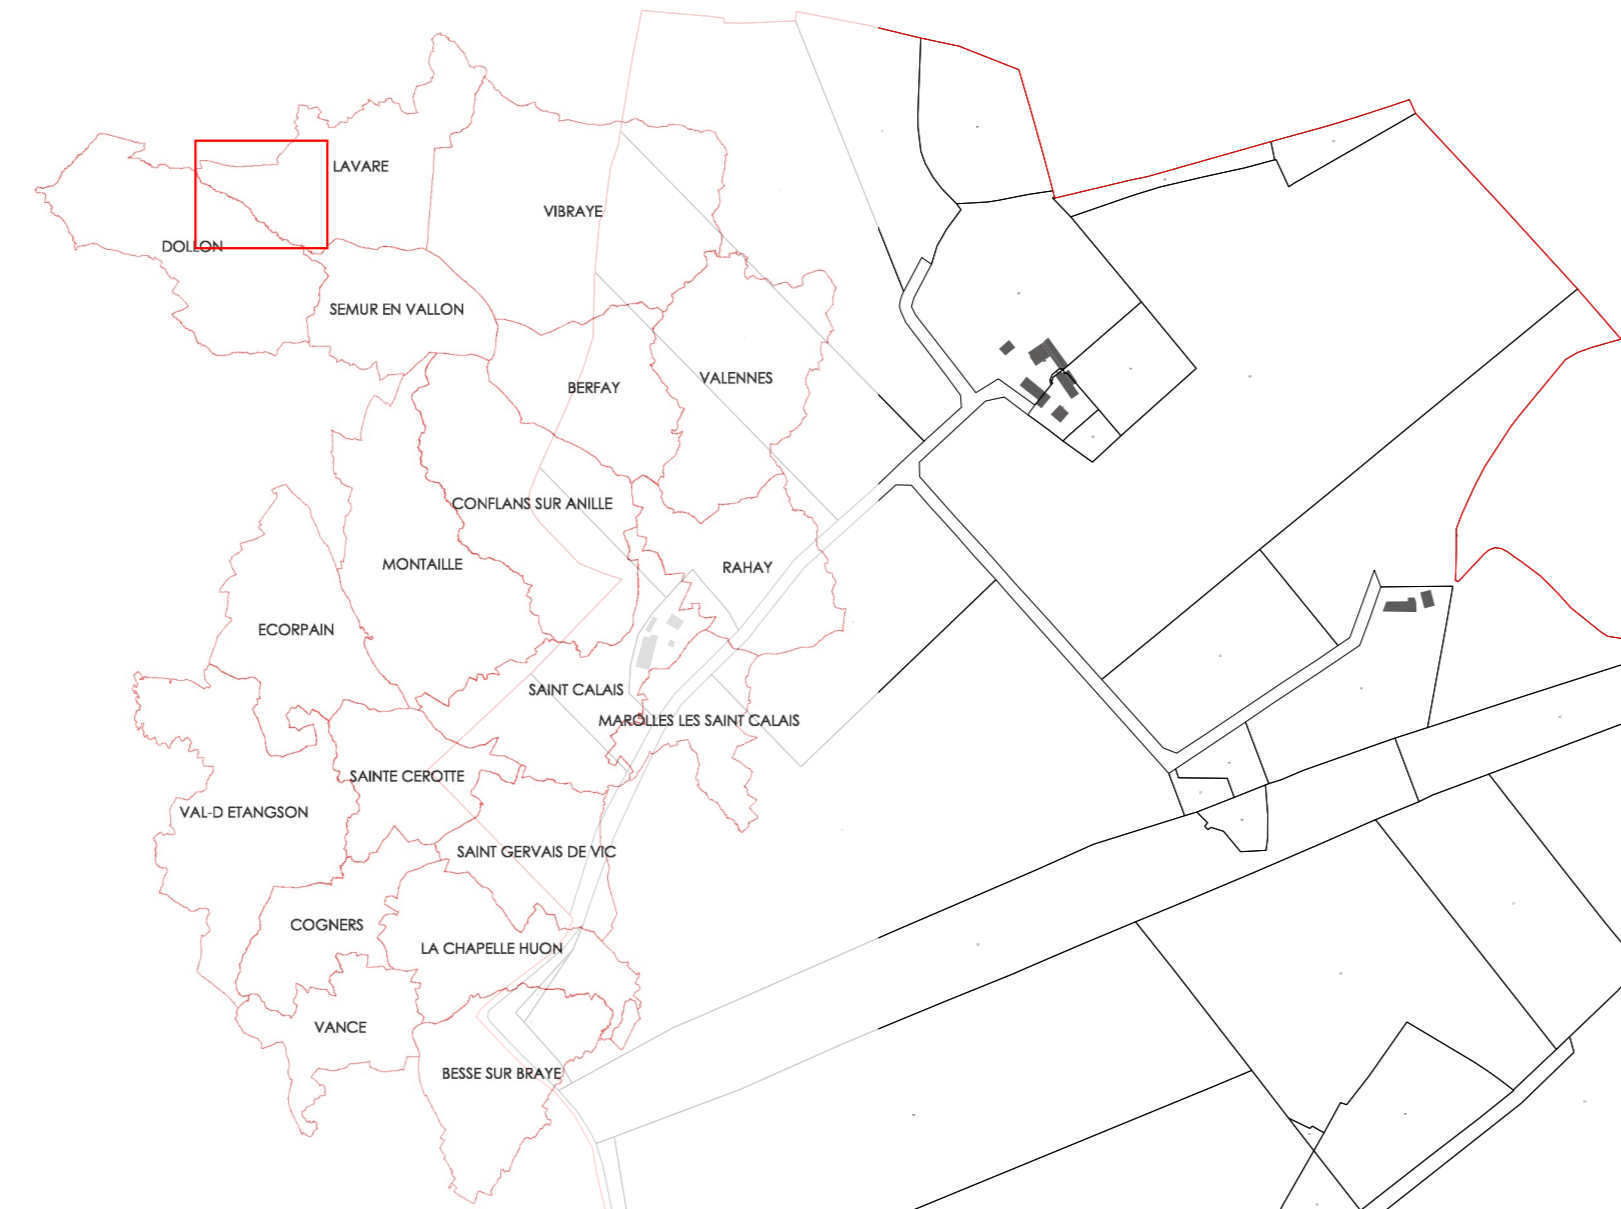 LAVARE
VIBRAYE
DOLLON
SEMUR EN VALLON
VALENNES
BERFAY
CONFLANS SUR ANILLE
MONTAILLE
RAHAY
ECORPAIN
SAINT CALAIS
MAROLLES LES SAINT CALAIS
SAINTE CEROTTE
VAL-D ETANGSON
SAINT GERVAIS DE VIC
COGNERS
LA CHAPELLE HUON
VANCE
BESSE SUR BRAYE